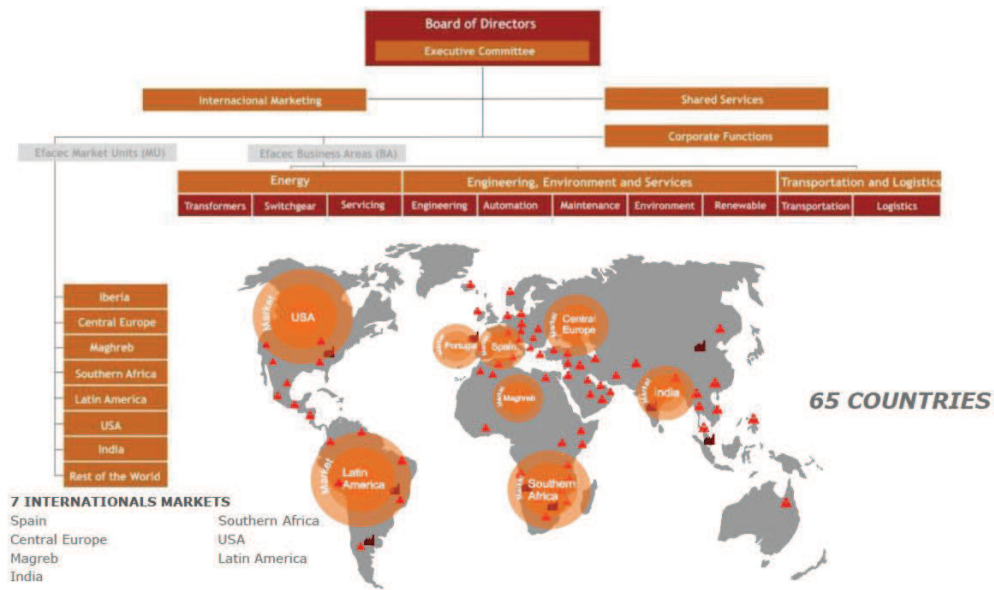 Board of Directors
Executive Committee
Internacional Marketing
Shared Services
Corporate Functions
Efacec Market Units (MU)
Efacec Business Areas (BA)
Energy
Engineering, Environment and Services
Transportation and Logistics
Transformers
Switchgear
Servicing
Engineering
Automation
Maintenance
Environment
Renewable
Transportation
Logistics
Iberia
Central Europe
Maghreb
Southern Africa
Latin America
USA
India
Rest of the World
Market
USA
Portugal
Spain
Market
Central
Europe
Maghreb
Market
India
Market
Latin
America
Southern
Africa
65 COUNTRIES
7 INTERNATIONALS MARKETS
Spain
Central Europe
Magreb
India
Southern Africa
USA
Latin America